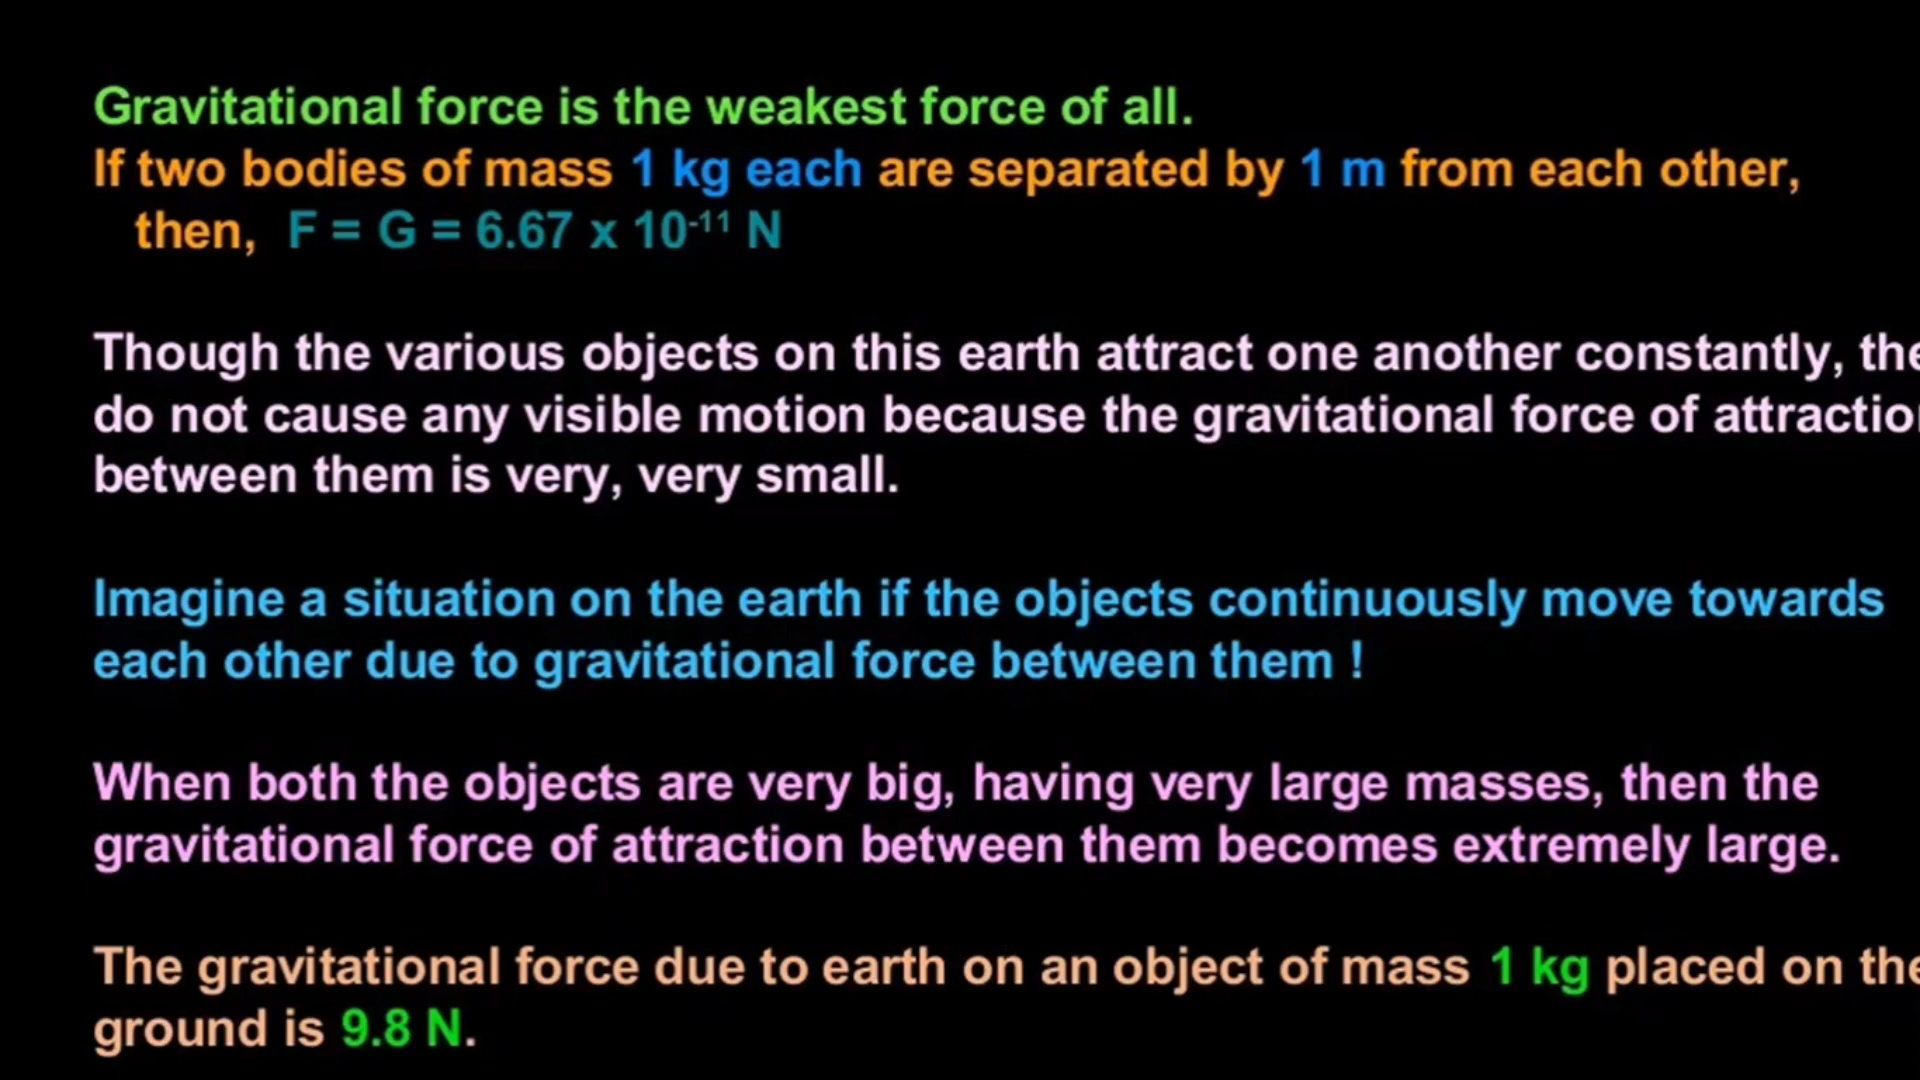 Gravitational force is the weakest force of all.
If two bodies of mass 1 kg each are separated by 1 m from each other,
then, F = G = 6.67 x 10⁻¹¹ N
Though the various objects on this earth attract one another constantly, the
do not cause any visible motion because the gravitational force of attractio
between them is very, very small.
Imagine a situation on the earth if the objects continuously move towards
each other due to gravitational force between them !
When both the objects are very big, having very large masses, then the
gravitational force of attraction between them becomes extremely large.
The gravitational force due to earth on an object of mass 1 kg placed on the
ground is 9.8 N.